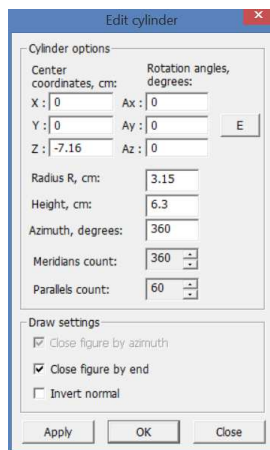 Edit cylinder
Cylinder options
Center coordinates, cm:
Rotation angles, degrees:
X : 0 Ax : 0
Y : 0 Ay : 0 E
Z : -7.16 Az : 0
Radius R, cm: 3.15
Height, cm: 6.3
Azimuth, degrees: 360
Meridians count: 360
Parallels count: 60
Draw settings
Close figure by azimuth
Close figure by end
Invert normal
Apply OK Close